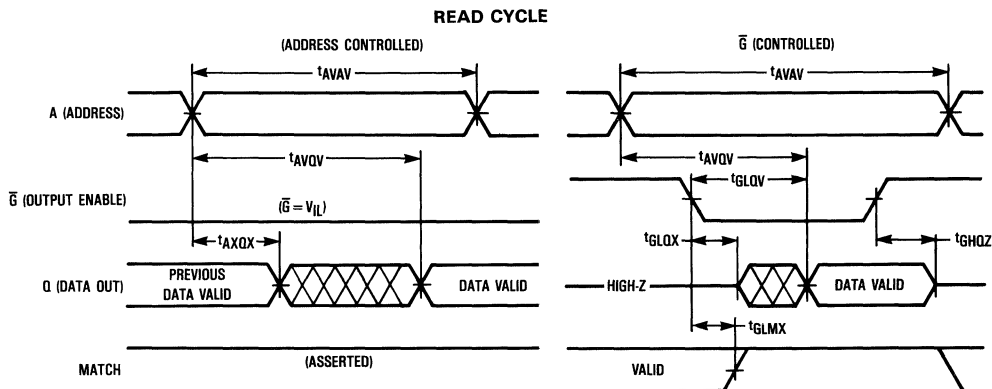 READ CYCLE
(ADDRESS CONTROLLED)
G̅ (CONTROLLED)
tAVAV
tAVAV
A (ADDRESS)
tAVQV
tAVQV
tGLQV
G̅ (OUTPUT ENABLE)
(G̅ = VIL)
tAXQX
tGLQX
tGHQZ
Q (DATA OUT)
PREVIOUS
DATA VALID
DATA VALID
HIGH-Z
DATA VALID
tGLMX
MATCH
(ASSERTED)
VALID